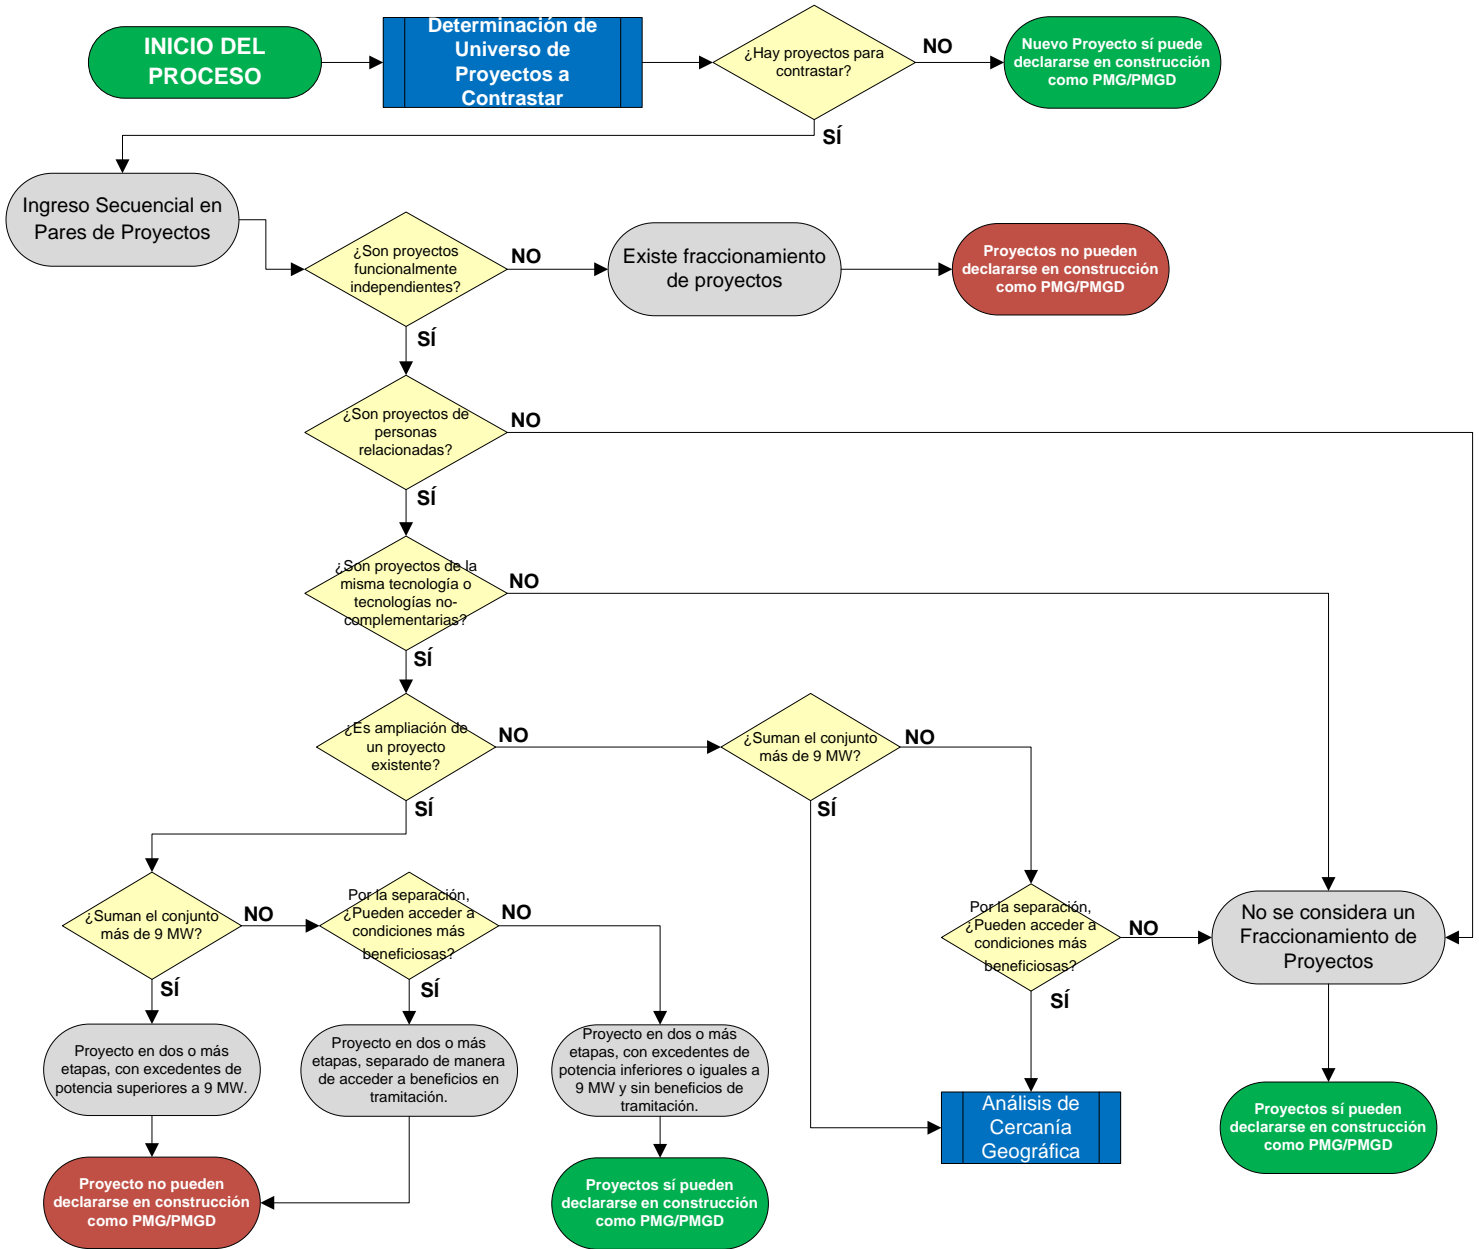 INICIO DEL
PROCESO
Determinación de
Universo de
Proyectos a
Contrastar
¿Hay proyectos para
contrastar?
NO
Nuevo Proyecto sí puede
declararse en construcción
como PMG/PMGD
SÍ
Ingreso Secuencial en
Pares de Proyectos
¿Son proyectos
funcionalmente
independientes?
NO
Existe fraccionamiento
de proyectos
Proyectos no pueden
declararse en construcción
como PMG/PMGD
SÍ
¿Son proyectos de
personas
relacionadas?
NO
SÍ
¿Son proyectos de la
misma tecnología o
tecnologías no-
complementarias?
NO
SÍ
¿Es ampliación de
un proyecto
existente?
NO
¿Suman el conjunto
más de 9 MW?
NO
SÍ
SÍ
¿Suman el conjunto
más de 9 MW?
NO
Por la separación,
¿Pueden acceder a
condiciones más
beneficiosas?
NO
Por la separación,
¿Pueden acceder a
condiciones más
beneficiosas?
NO
No se considera un
Fraccionamiento de
Proyectos
SÍ
SÍ
SÍ
Proyecto en dos o más
etapas, con excedentes de
potencia superiores a 9 MW.
Proyecto en dos o más
etapas, separado de manera
de acceder a beneficios en
tramitación.
Proyecto en dos o más
etapas, con excedentes de
potencia inferiores o iguales a
9 MW y sin beneficios de
tramitación.
Análisis de
Cercanía
Geográfica
Proyectos sí pueden
declararse en construcción
como PMG/PMGD
Proyecto no pueden
declararse en construcción
como PMG/PMGD
Proyectos sí pueden
declararse en construcción
como PMG/PMGD